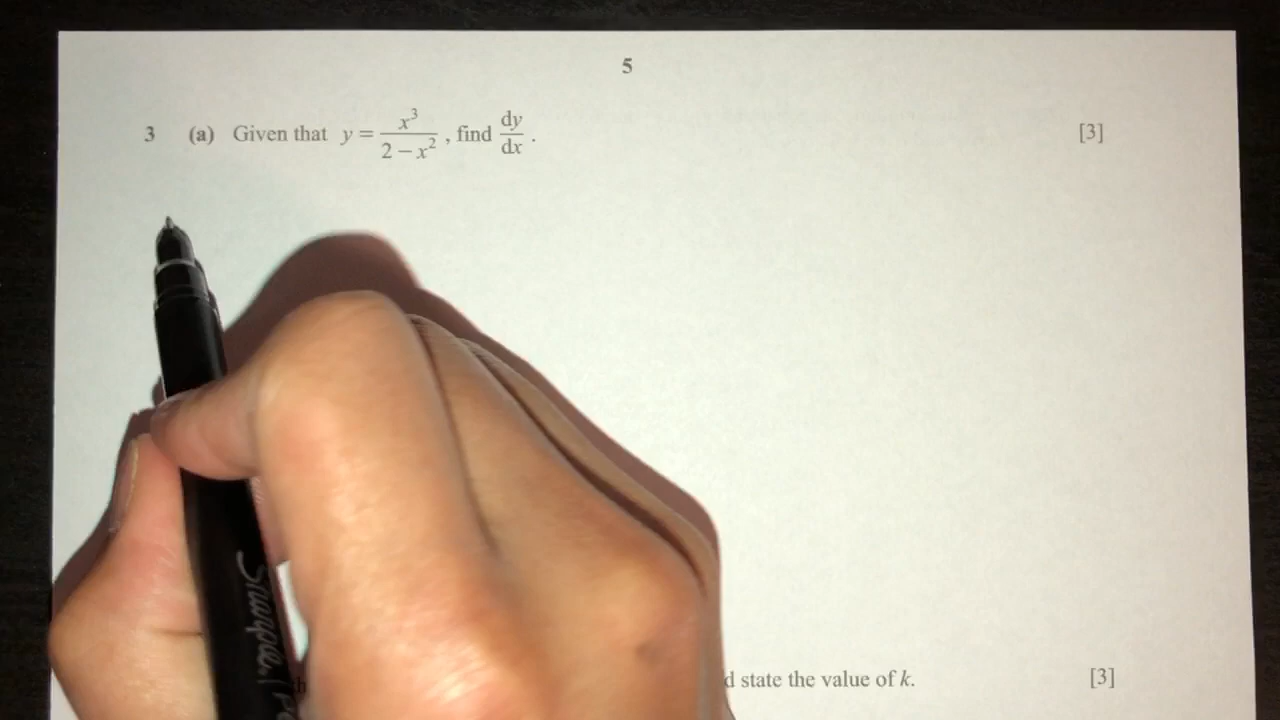 5
3 (a) Given that y = x³/(2 − x²), find dy/dx. [3]
state the value of k. [3]
Sharpie